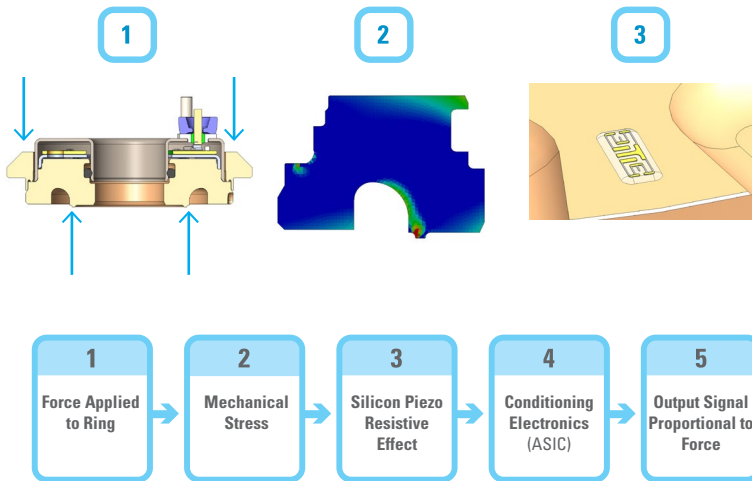 1
2
3
1
2
3
4
5
Force Applied
to Ring
Mechanical
Stress
Silicon Piezo
Resistive
Effect
Conditioning
Electronics
(ASIC)
Output Signal
Proportional to
Force